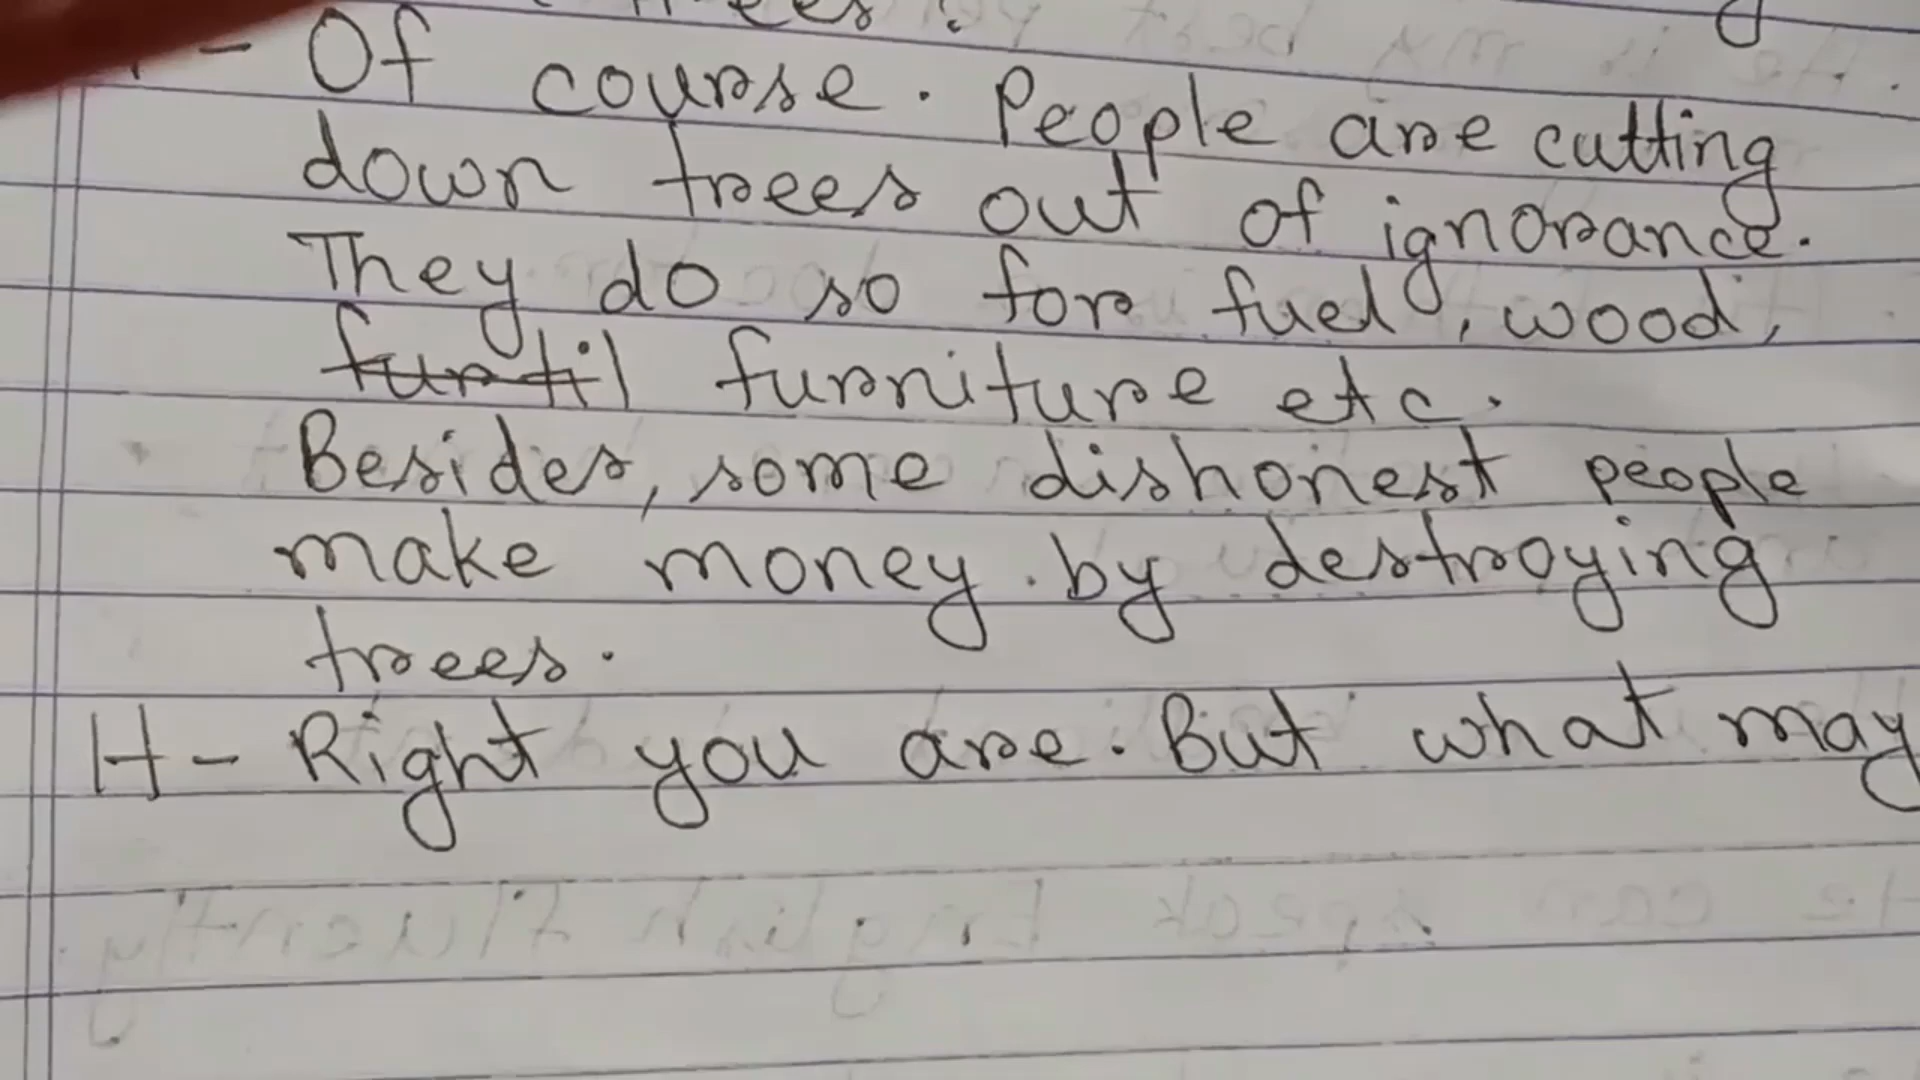 Of course. People are cutting
down trees out of ignorance.
They do so for fuel, wood,
furniture etc.
Besides, some dishonest people
make money by destroying
trees.
H - Right you are. But what may